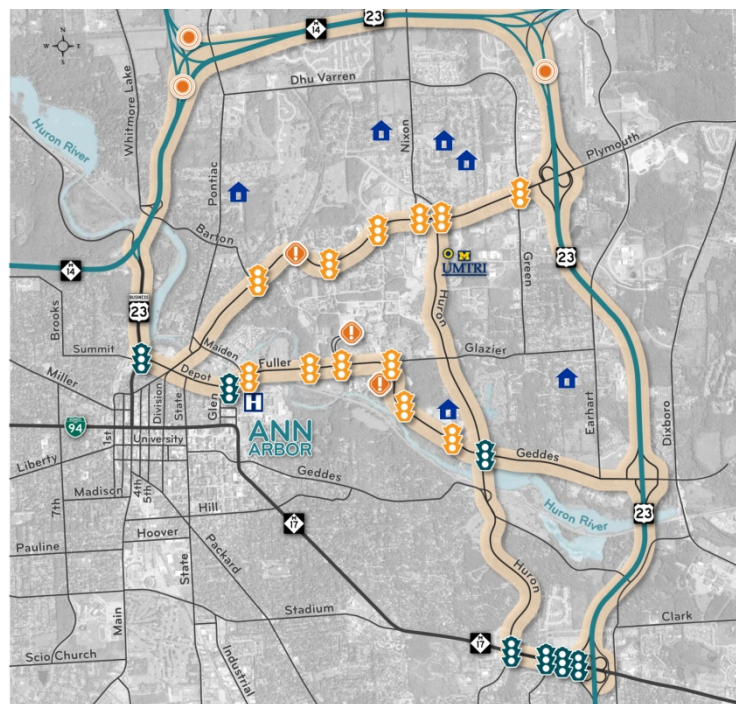 N
W
E
S
14
23
Dhu Varren
Whitmore Lake
Huron River
Pontiac
Nixon
Plymouth
Barton
UMTRI
Green
23
14
BUSINESS
23
Huron
Brooks
Summit
Maiden
Fuller
Glazier
Miller
Depot
Division
State
Glen
H
Earhart
Dixboro
94
1st
University
ANN
ARBOR
Geddes
Geddes
Liberty
Madison
4th
5th
7th
Hill
Huron River
23
Hoover
M
17
Pauline
State
Packard
Huron
Stadium
Clark
M
17
Main
Scio Church
Industrial